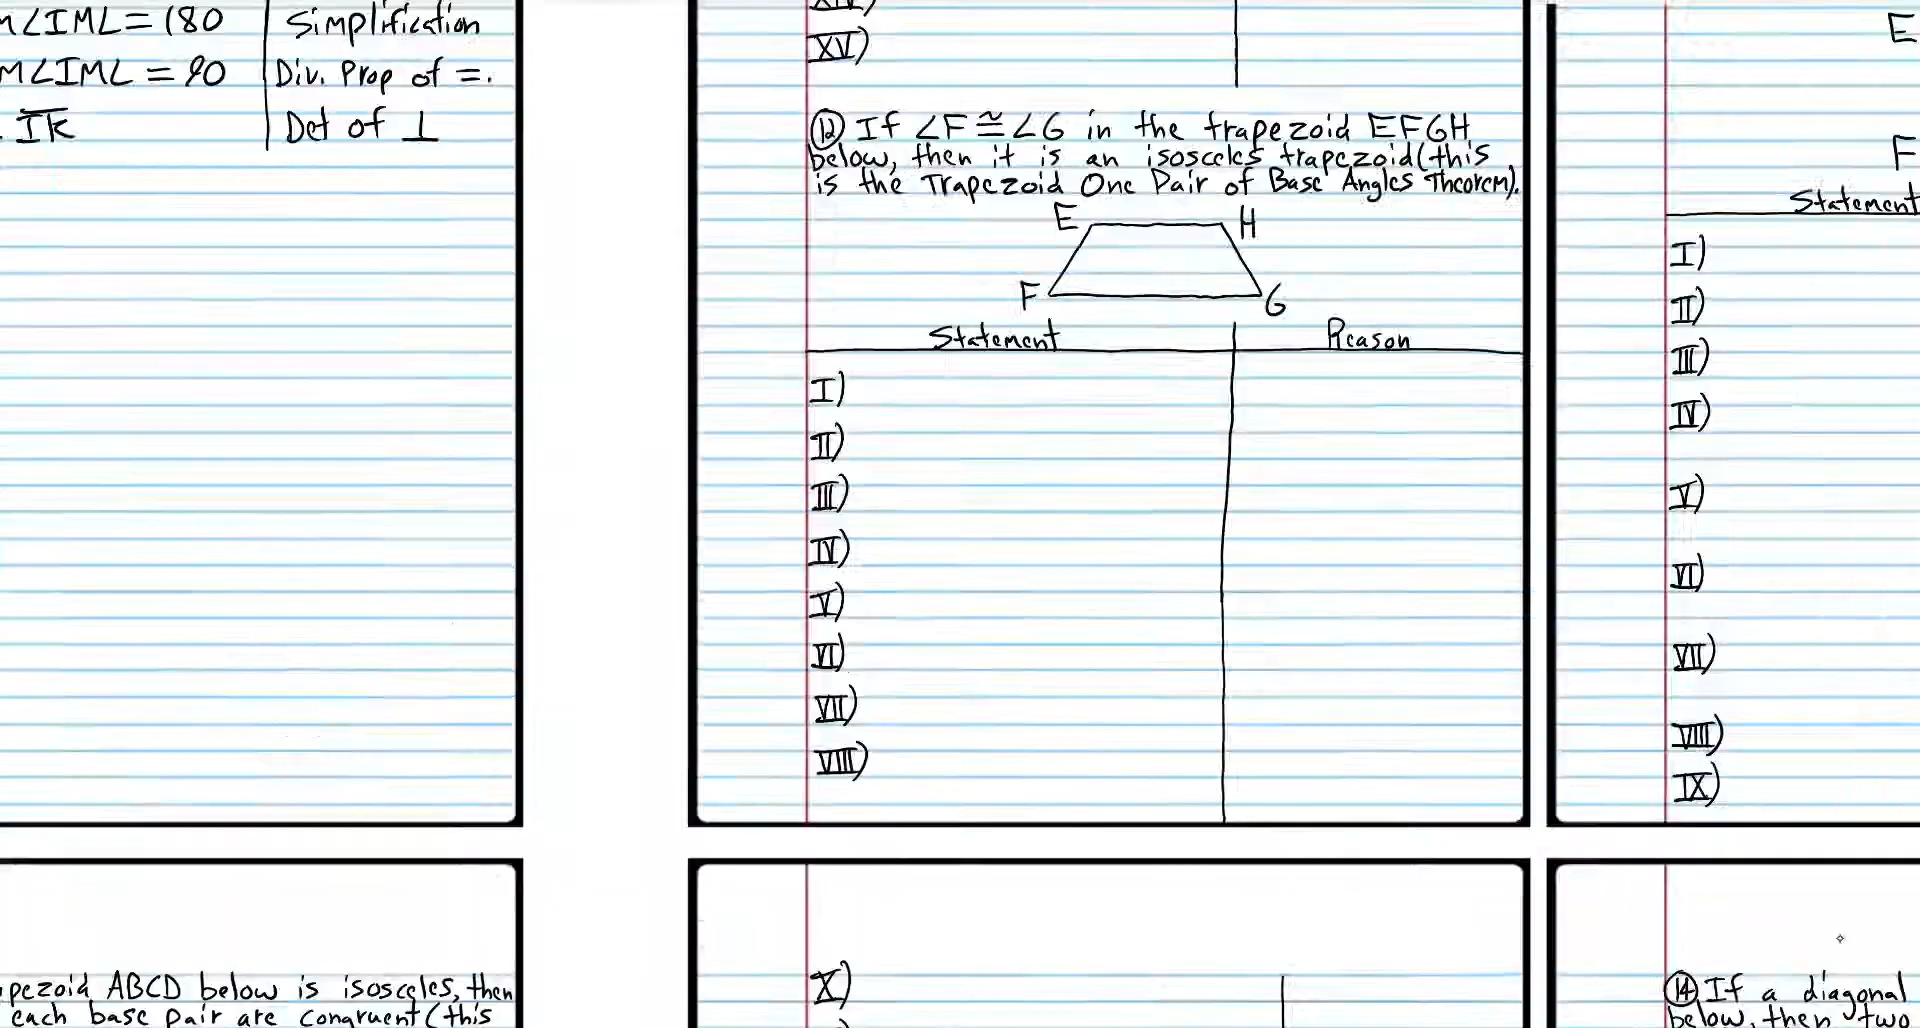 m∠IML = 180 | Simplification
m∠IML = 90 | Div. Prop of =.
IK | Def of ⊥
XIV)
XV)
⑫ If ∠F ≅ ∠G in the trapezoid EFGH
below, then it is an isosceles trapezoid (this
is the Trapezoid One Pair of Base Angles Theorem).
E H
F G
Statement | Reason
I)
II)
III)
IV)
V)
VI)
VII)
VIII)
E
F
Statement
I)
II)
III)
IV)
V)
VI)
VII)
VIII)
IX)
pezoid ABCD below is isosceles, then
each base pair are congruent (this
X)
⑭ If a diagonal
below, then two